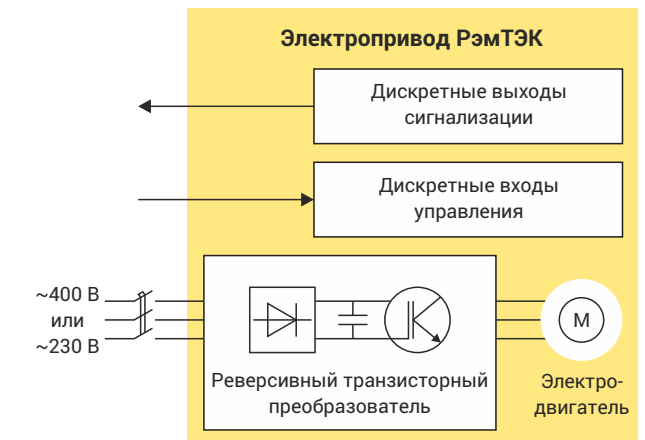 Электропривод РэмТЭК
Дискретные выходы
сигнализации
Дискретные входы
управления
~400 В
или
~230 В
М
Реверсивный транзисторный
преобразователь
Электро-
двигатель